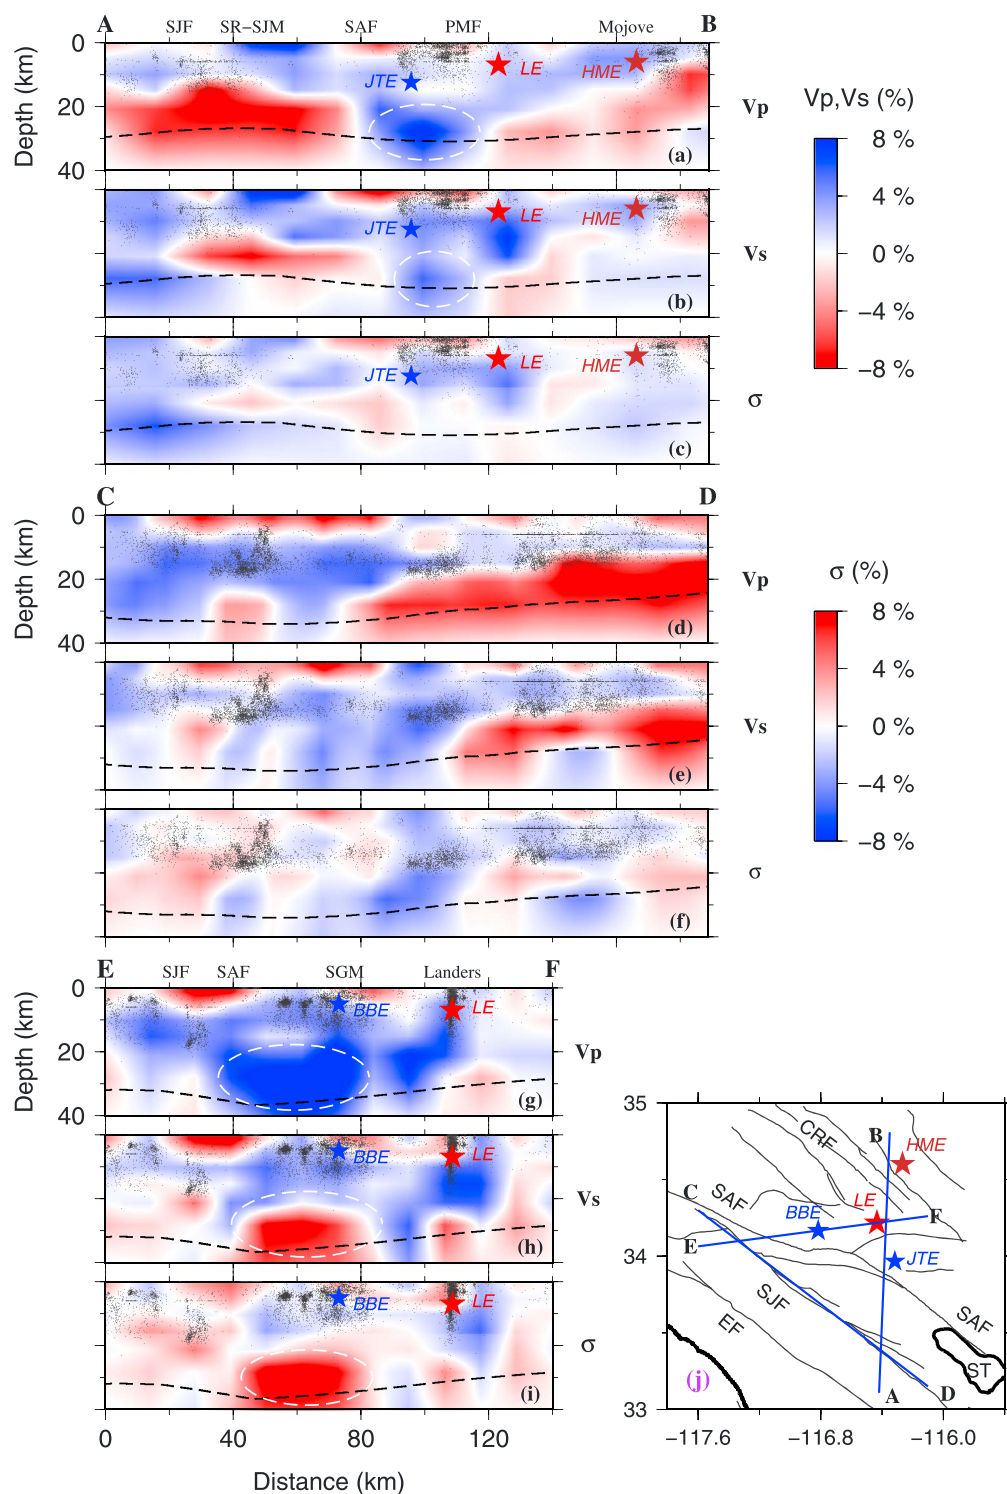 A SJF SR-SJM SAF PMF Mojove B
Depth (km)
0
20
40
JTE LE HME
(a)
Vp
JTE LE HME
(b)
Vs
JTE LE HME
(c)
σ
Vp,Vs (%)
8 %
4 %
0 %
−4 %
−8 %
C D
Depth (km)
0
20
40
(d)
Vp
(e)
Vs
(f)
σ
σ (%)
8 %
4 %
0 %
−4 %
−8 %
E SJF SAF SGM Landers F
Depth (km)
0
20
40
BBE LE
(g)
Vp
BBE LE
(h)
Vs
BBE LE
(i)
σ
0 40 80 120
Distance (km)
35
34
33
CRF B HME
C SAF
BBE LE F
E JTE
SJF
EF SAF
ST
(j) A D
−117.6 −116.8 −116.0